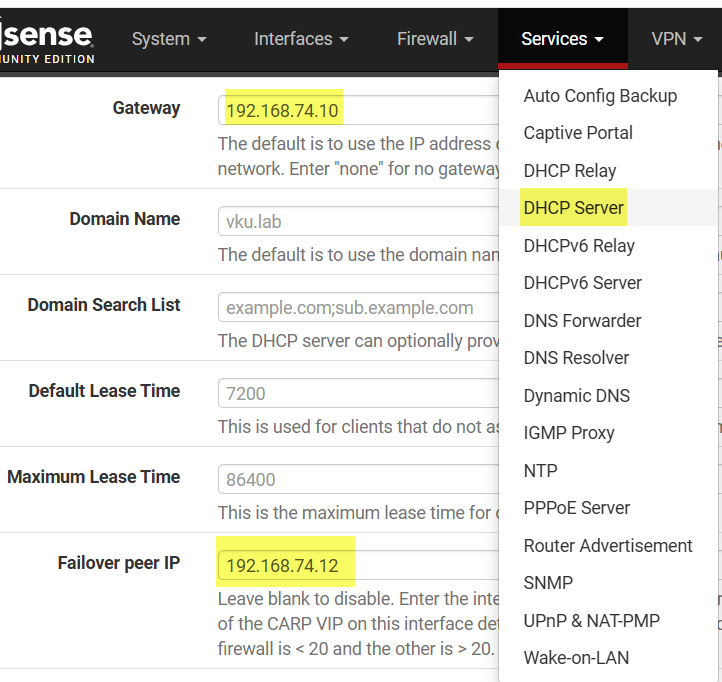 sense
UNITY EDITION
System
Interfaces
Firewall
Services
VPN
Gateway
192.168.74.10
The default is to use the IP address
network. Enter "none" for no gateway
Domain Name
vku.lab
The default is to use the domain
Domain Search List
example.com;sub.example.com
The DHCP server can optionally
Default Lease Time
7200
This is used for clients that do not
Maximum Lease Time
86400
This is the maximum lease time for
Failover peer IP
192.168.74.12
Leave blank to disable. Enter the
of the CARP VIP on this interface
firewall is < 20 and the other is > 20.
Auto Config Backup
Captive Portal
DHCP Relay
DHCP Server
DHCPv6 Relay
DHCPv6 Server
DNS Forwarder
DNS Resolver
Dynamic DNS
IGMP Proxy
NTP
PPPoE Server
Router Advertisement
SNMP
UPnP & NAT-PMP
Wake-on-LAN